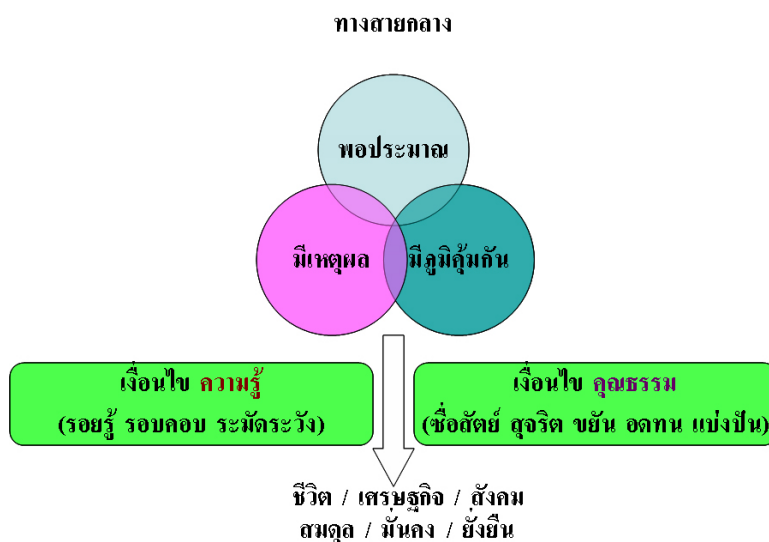 ทางสายกลาง
พอประมาณ
มีเหตุผล
มีภูมิคุ้มกัน
เงื่อนไข ความรู้
(รอยรู้ รอบคอบ ระมัดระวัง)
เงื่อนไข คุณธรรม
(ซื่อสัตย์ สุจริต ขยัน อดทน แบ่งปัน)
ชีวิต / เศรษฐกิจ / สังคม
สมดุล / มั่นคง / ยั่งยืน